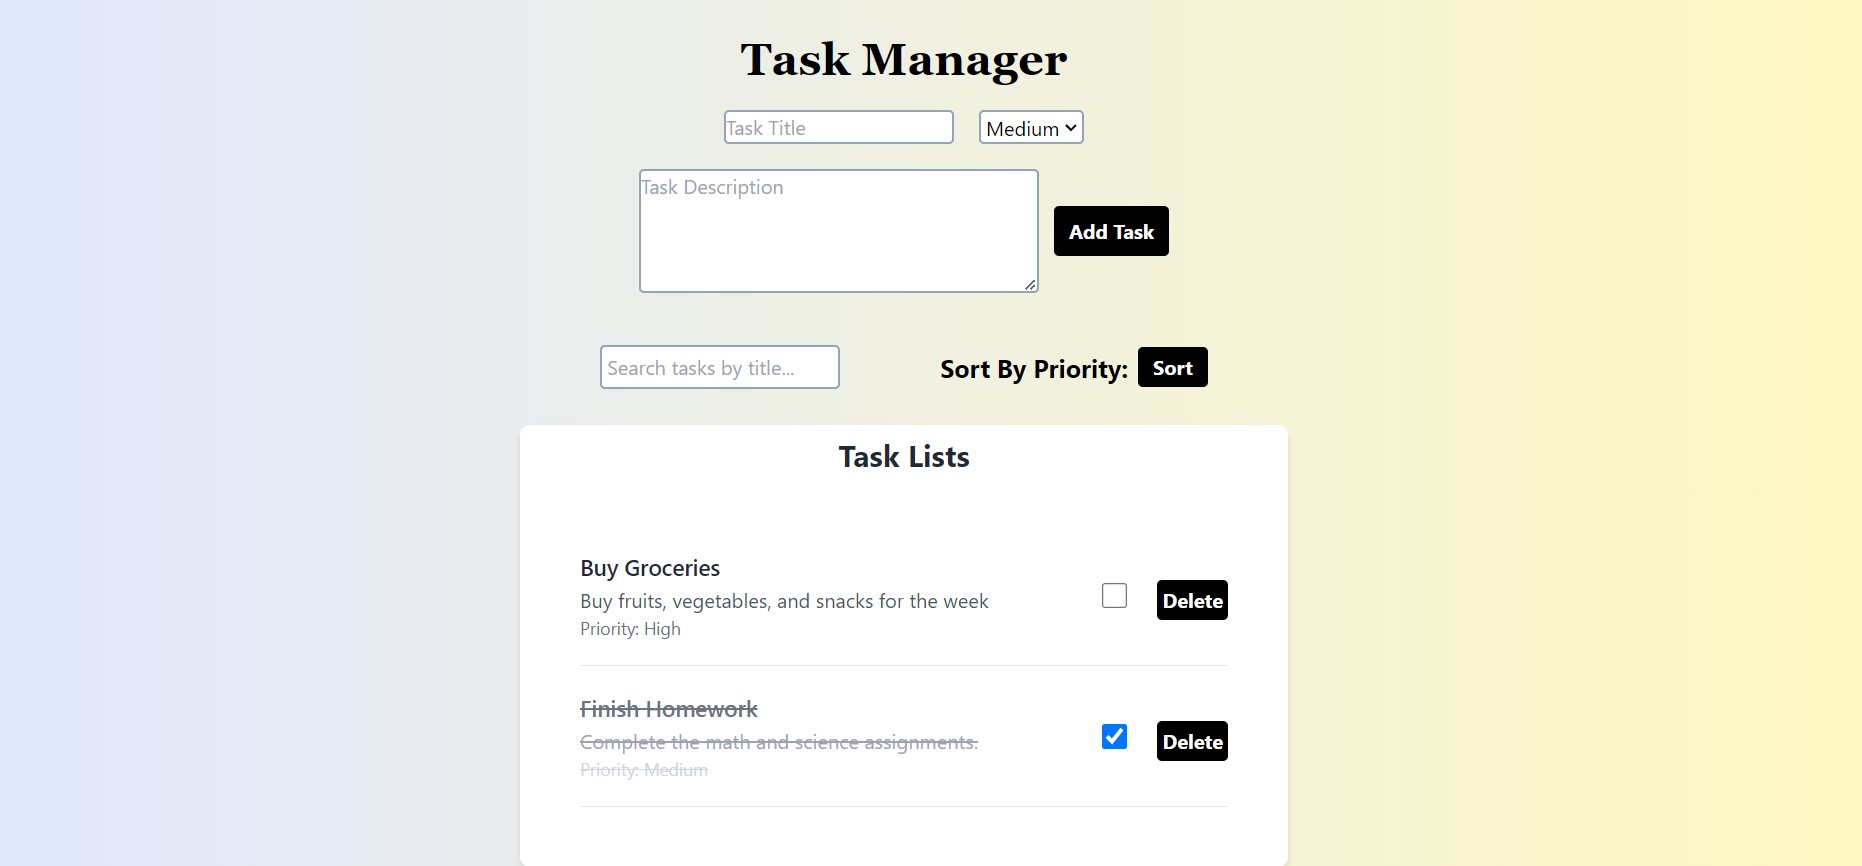 Task Manager
Task Title
Medium
Task Description
Add Task
Search tasks by title...
Sort By Priority: Sort
Task Lists
Buy Groceries
Buy fruits, vegetables, and snacks for the week
Priority: High
Delete
Finish Homework
Complete the math and science assignments.
Priority: Medium
Delete